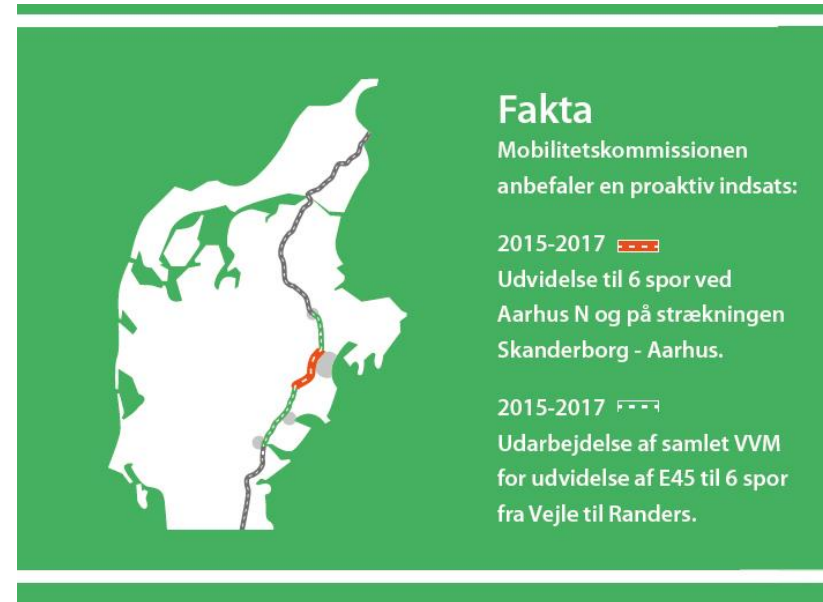 Fakta
Mobilitetskommissionen
anbefaler en proaktiv indsats:
2015-2017
Udvidelse til 6 spor ved
Aarhus N og på strækningen
Skanderborg - Aarhus.
2015-2017
Udarbejdelse af samlet VVM
for udvidelse af E45 til 6 spor
fra Vejle til Randers.